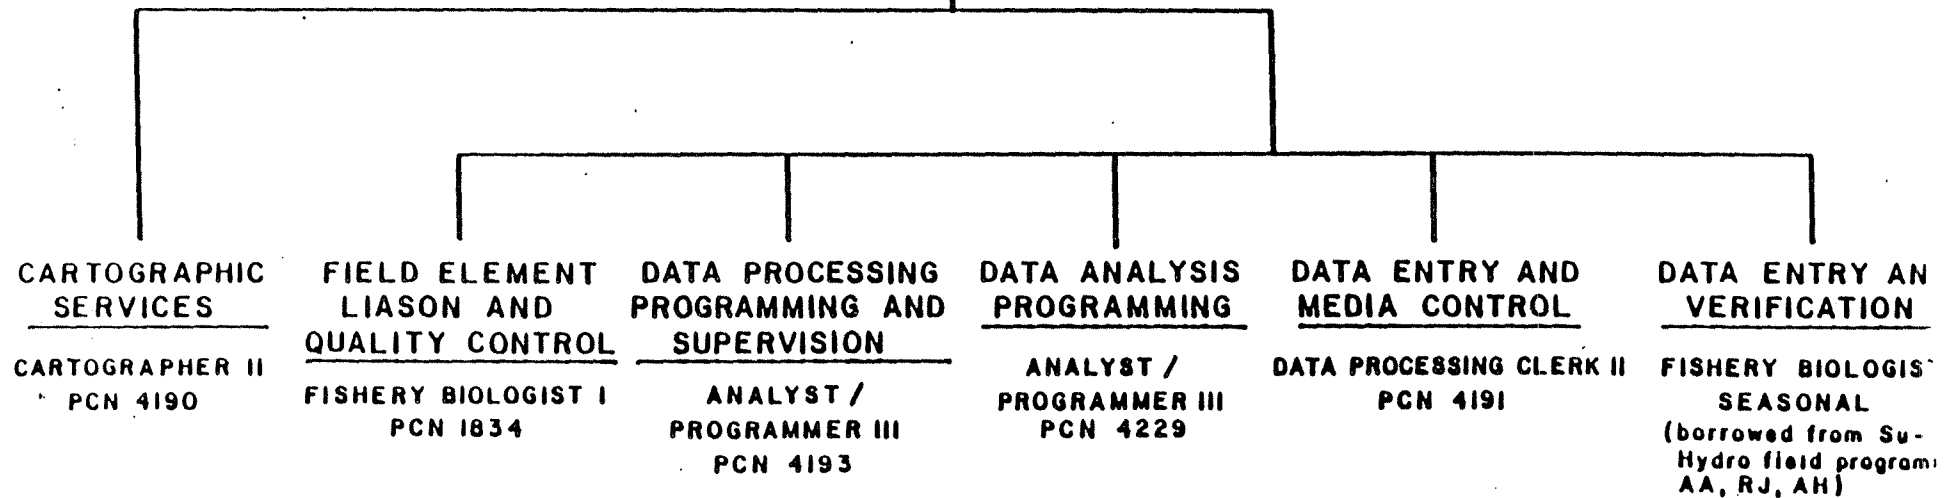 CARTOGRAPHIC
SERVICES
CARTOGRAPHER II
PCN 4190
FIELD ELEMENT
LIASON AND
QUALITY CONTROL
FISHERY BIOLOGIST I
PCN 1834
DATA PROCESSING
PROGRAMMING AND
SUPERVISION
ANALYST /
PROGRAMMER III
PCN 4193
DATA ANALYSIS
PROGRAMMING
ANALYST /
PROGRAMMER III
PCN 4229
DATA ENTRY AND
MEDIA CONTROL
DATA PROCESSING CLERK II
PCN 4191
DATA ENTRY AN
VERIFICATION
FISHERY BIOLOGIS
SEASONAL
(borrowed from Su-
Hydro field program
AA, RJ, AH)